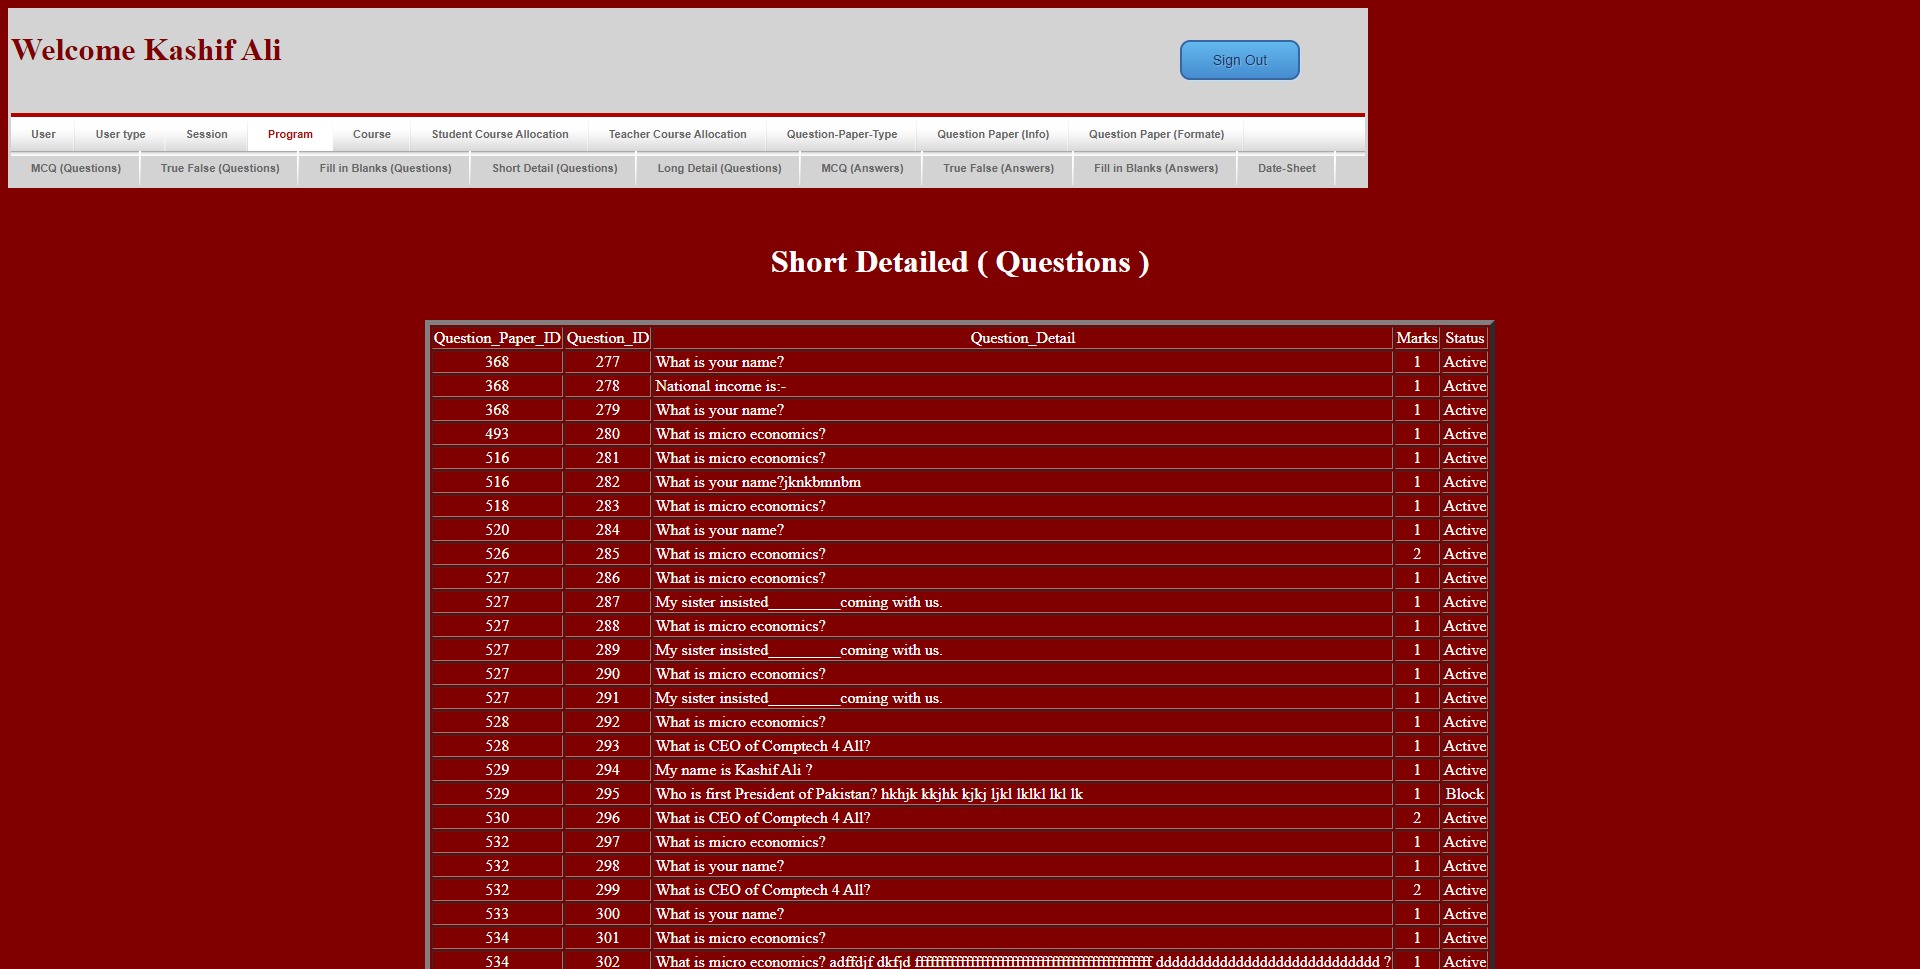 Welcome Kashif Ali
Sign Out
User User type Session Program Course Student Course Allocation Teacher Course Allocation Question-Paper-Type Question Paper (Info) Question Paper (Formate)
MCQ (Questions) True False (Questions) Fill in Blanks (Questions) Short Detail (Questions) Long Detail (Questions) MCQ (Answers) True False (Answers) Fill in Blanks (Answers) Date-Sheet
Short Detailed ( Questions )
Question_Paper_ID Question_ID Question_Detail Marks Status
368 277 What is your name? 1 Active
368 278 National income is:- 1 Active
368 279 What is your name? 1 Active
493 280 What is micro economics? 1 Active
516 281 What is micro economics? 1 Active
516 282 What is your name?jknkbmnbm 1 Active
518 283 What is micro economics? 1 Active
520 284 What is your name? 1 Active
526 285 What is micro economics? 2 Active
527 286 What is micro economics? 1 Active
527 287 My sister insisted_________coming with us. 1 Active
527 288 What is micro economics? 1 Active
527 289 My sister insisted_________coming with us. 1 Active
527 290 What is micro economics? 1 Active
527 291 My sister insisted_________coming with us. 1 Active
528 292 What is micro economics? 1 Active
528 293 What is CEO of Comptech 4 All? 1 Active
529 294 My name is Kashif Ali ? 1 Active
529 295 Who is first President of Pakistan? hkhjk kkjhk kjkj ljkl lklkl lkl lk 1 Block
530 296 What is CEO of Comptech 4 All? 2 Active
532 297 What is micro economics? 1 Active
532 298 What is your name? 1 Active
532 299 What is CEO of Comptech 4 All? 2 Active
533 300 What is your name? 1 Active
534 301 What is micro economics? 1 Active
534 302 What is micro economics? adffdjf dkfjd ? 1 Active